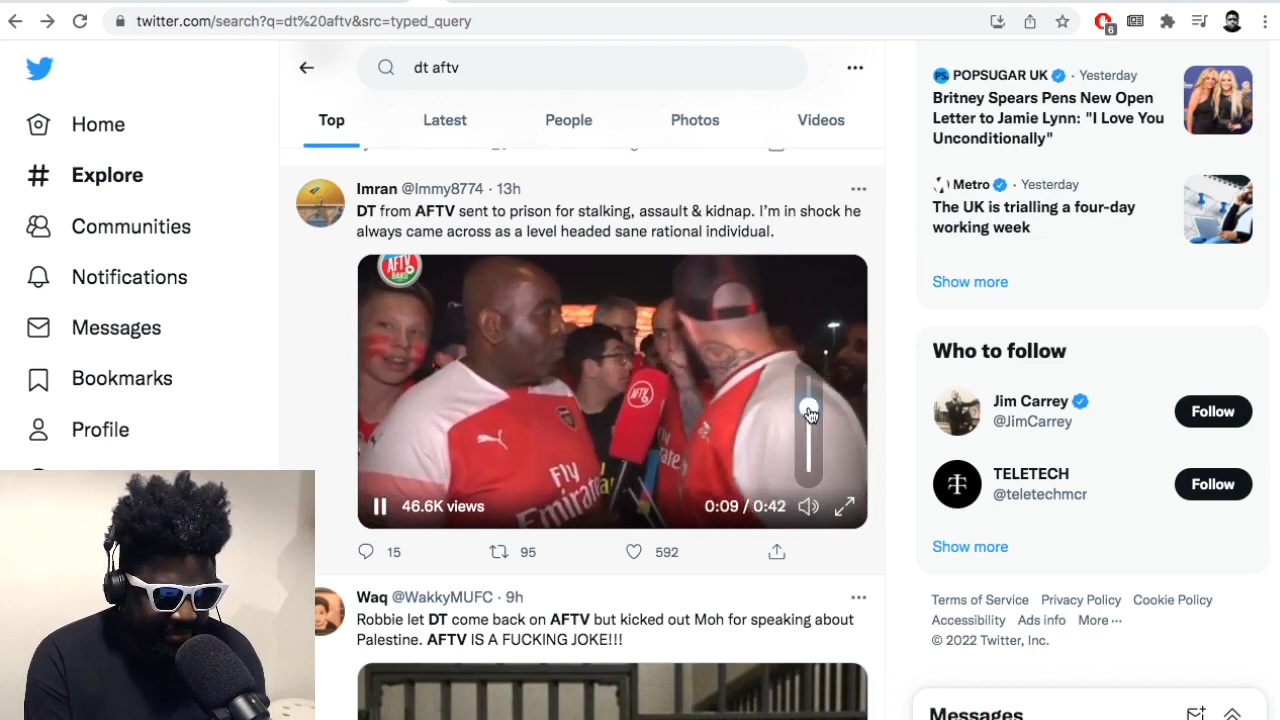 twitter.com/search?q=dt%20aftv&src=typed_query
6
dt aftv
Top
Latest
People
Photos
Videos
Home
Explore
Communities
Notifications
Messages
Bookmarks
Profile
Imran @Immy8774 · 13h
DT from AFTV sent to prison for stalking, assault & kidnap. I'm in shock he
always came across as a level headed sane rational individual.
AFTV
AFTV
Fly
Emirates
46.6K views
0:09 / 0:42
15
95
592
Waq @WakkyMUFC · 9h
Robbie let DT come back on AFTV but kicked out Moh for speaking about
Palestine. AFTV IS A FUCKING JOKE!!!
POPSUGAR UK · Yesterday
Britney Spears Pens New Open
Letter to Jamie Lynn: "I Love You
Unconditionally"
Metro · Yesterday
The UK is trialling a four-day
working week
Show more
Who to follow
Jim Carrey
@JimCarrey
Follow
TELETECH
@teletechmcr
Follow
Show more
Terms of Service Privacy Policy Cookie Policy
Accessibility Ads info More ···
© 2022 Twitter, Inc.
Messages